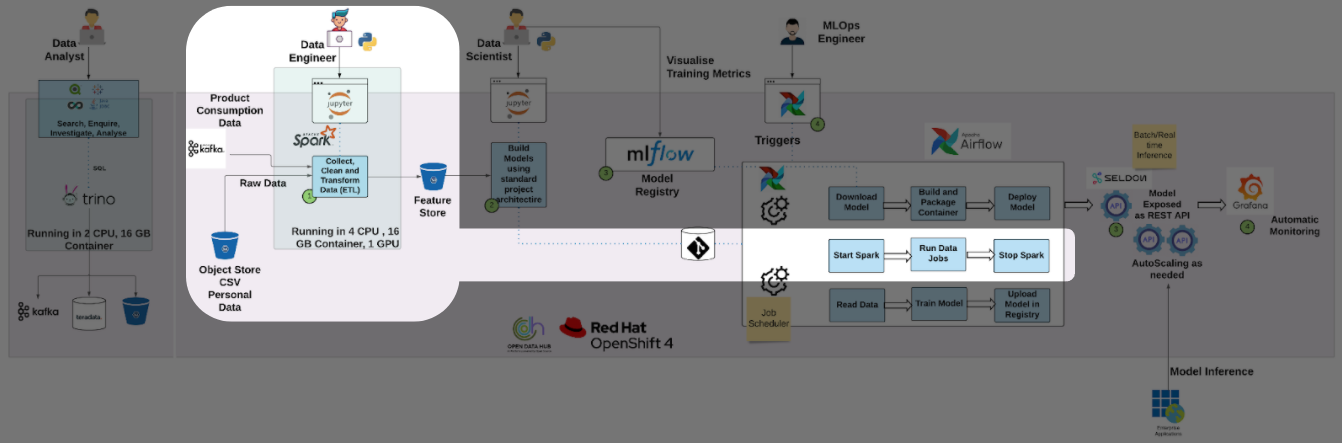 Data
Analyst
Search, Enquire,
Investigate, Analyse
SQL
trino
Running in 2 CPU, 16 GB
Container
kafka
teradata.
Data
Engineer
Product
Consumption
Data
kafka.
jupyter
APACHE
Spark
Collect,
Clean and
Transform
Data (ETL)
1
Raw Data
Running in 4 CPU , 16
GB Container, 1 GPU
Object Store
CSV
Personal
Data
Feature
Store
Data
Scientist
jupyter
Build
Models
using
standard
project
architecture
2
Visualise
Training Metrics
mlflow
3
Model
Registry
MLOps
Engineer
4
Triggers
Apache
Airflow
Download
Model
Build and
Package
Container
Deploy
Model
Start Spark
Run Data
Jobs
Stop Spark
Read Data
Train Model
Upload
Model in
Registry
Job
Scheduler
Batch/Real
time
Inference
SELDON
API
Model
Exposed
as REST API
3
API
API
AutoScaling as
needed
Grafana
4
Automatic
Monitoring
OPEN DATA HUB
Red Hat
OpenShift 4
Model Inference
Enterprise
Applications